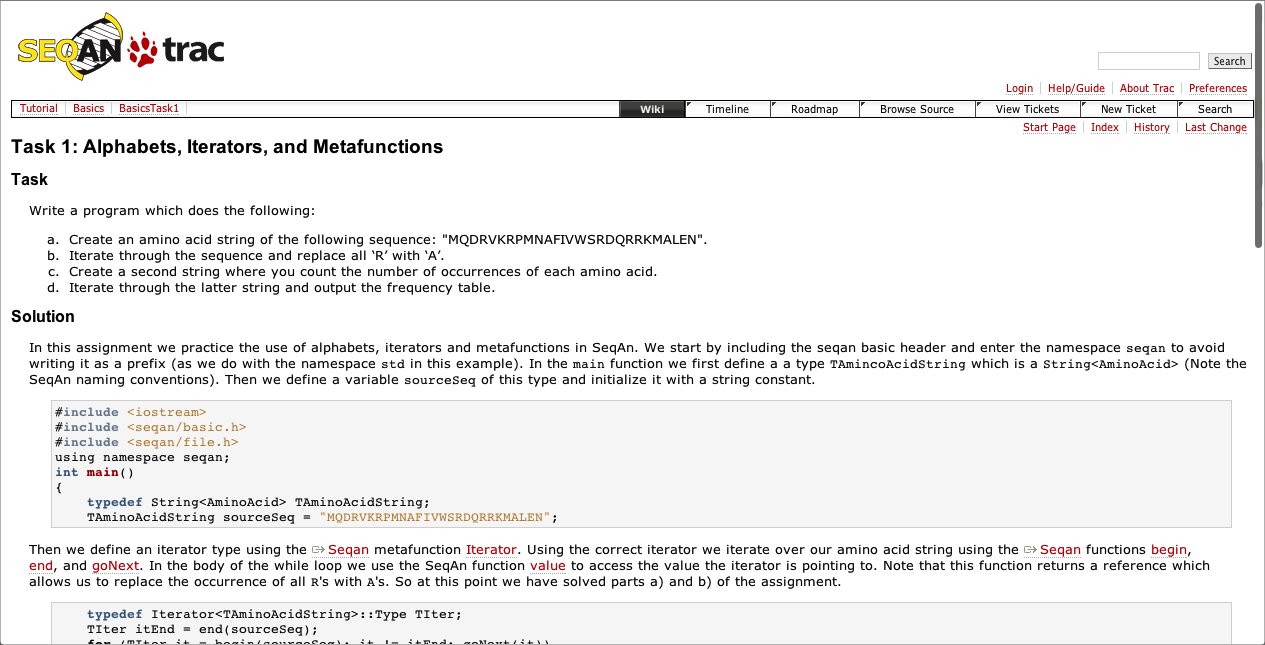 SEQAN trac
Search
Login Help/Guide About Trac Preferences
Tutorial Basics BasicsTask1 Wiki Timeline Roadmap Browse Source View Tickets New Ticket Search
Start Page Index History Last Change
Task 1: Alphabets, Iterators, and Metafunctions
Task
Write a program which does the following:
a. Create an amino acid string of the following sequence: "MQDRVKRPMNAFIVWSRDQRRKMALEN".
b. Iterate through the sequence and replace all ‘R’ with ‘A’.
c. Create a second string where you count the number of occurrences of each amino acid.
d. Iterate through the latter string and output the frequency table.
Solution
In this assignment we practice the use of alphabets, iterators and metafunctions in SeqAn. We start by including the seqan basic header and enter the namespace seqan to avoid
writing it as a prefix (as we do with the namespace std in this example). In the main function we first define a a type TAmincoAcidString which is a String<AminoAcid> (Note the
SeqAn naming conventions). Then we define a variable sourceSeq of this type and initialize it with a string constant.
#include <iostream>
#include <seqan/basic.h>
#include <seqan/file.h>
using namespace seqan;
int main()
{
typedef String<AminoAcid> TAminoAcidString;
TAminoAcidString sourceSeq = "MQDRVKRPMNAFIVWSRDQRRKMALEN";
Then we define an iterator type using the Seqan metafunction Iterator. Using the correct iterator we iterate over our amino acid string using the Seqan functions begin,
end, and goNext. In the body of the while loop we use the SeqAn function value to access the value the iterator is pointing to. Note that this function returns a reference which
allows us to replace the occurrence of all R's with A's. So at this point we have solved parts a) and b) of the assignment.
typedef Iterator<TAminoAcidString>::Type TIter;
TIter itEnd = end(sourceSeq);
for (TIter it = begin(sourceSeq); it != itEnd; goNext(it))